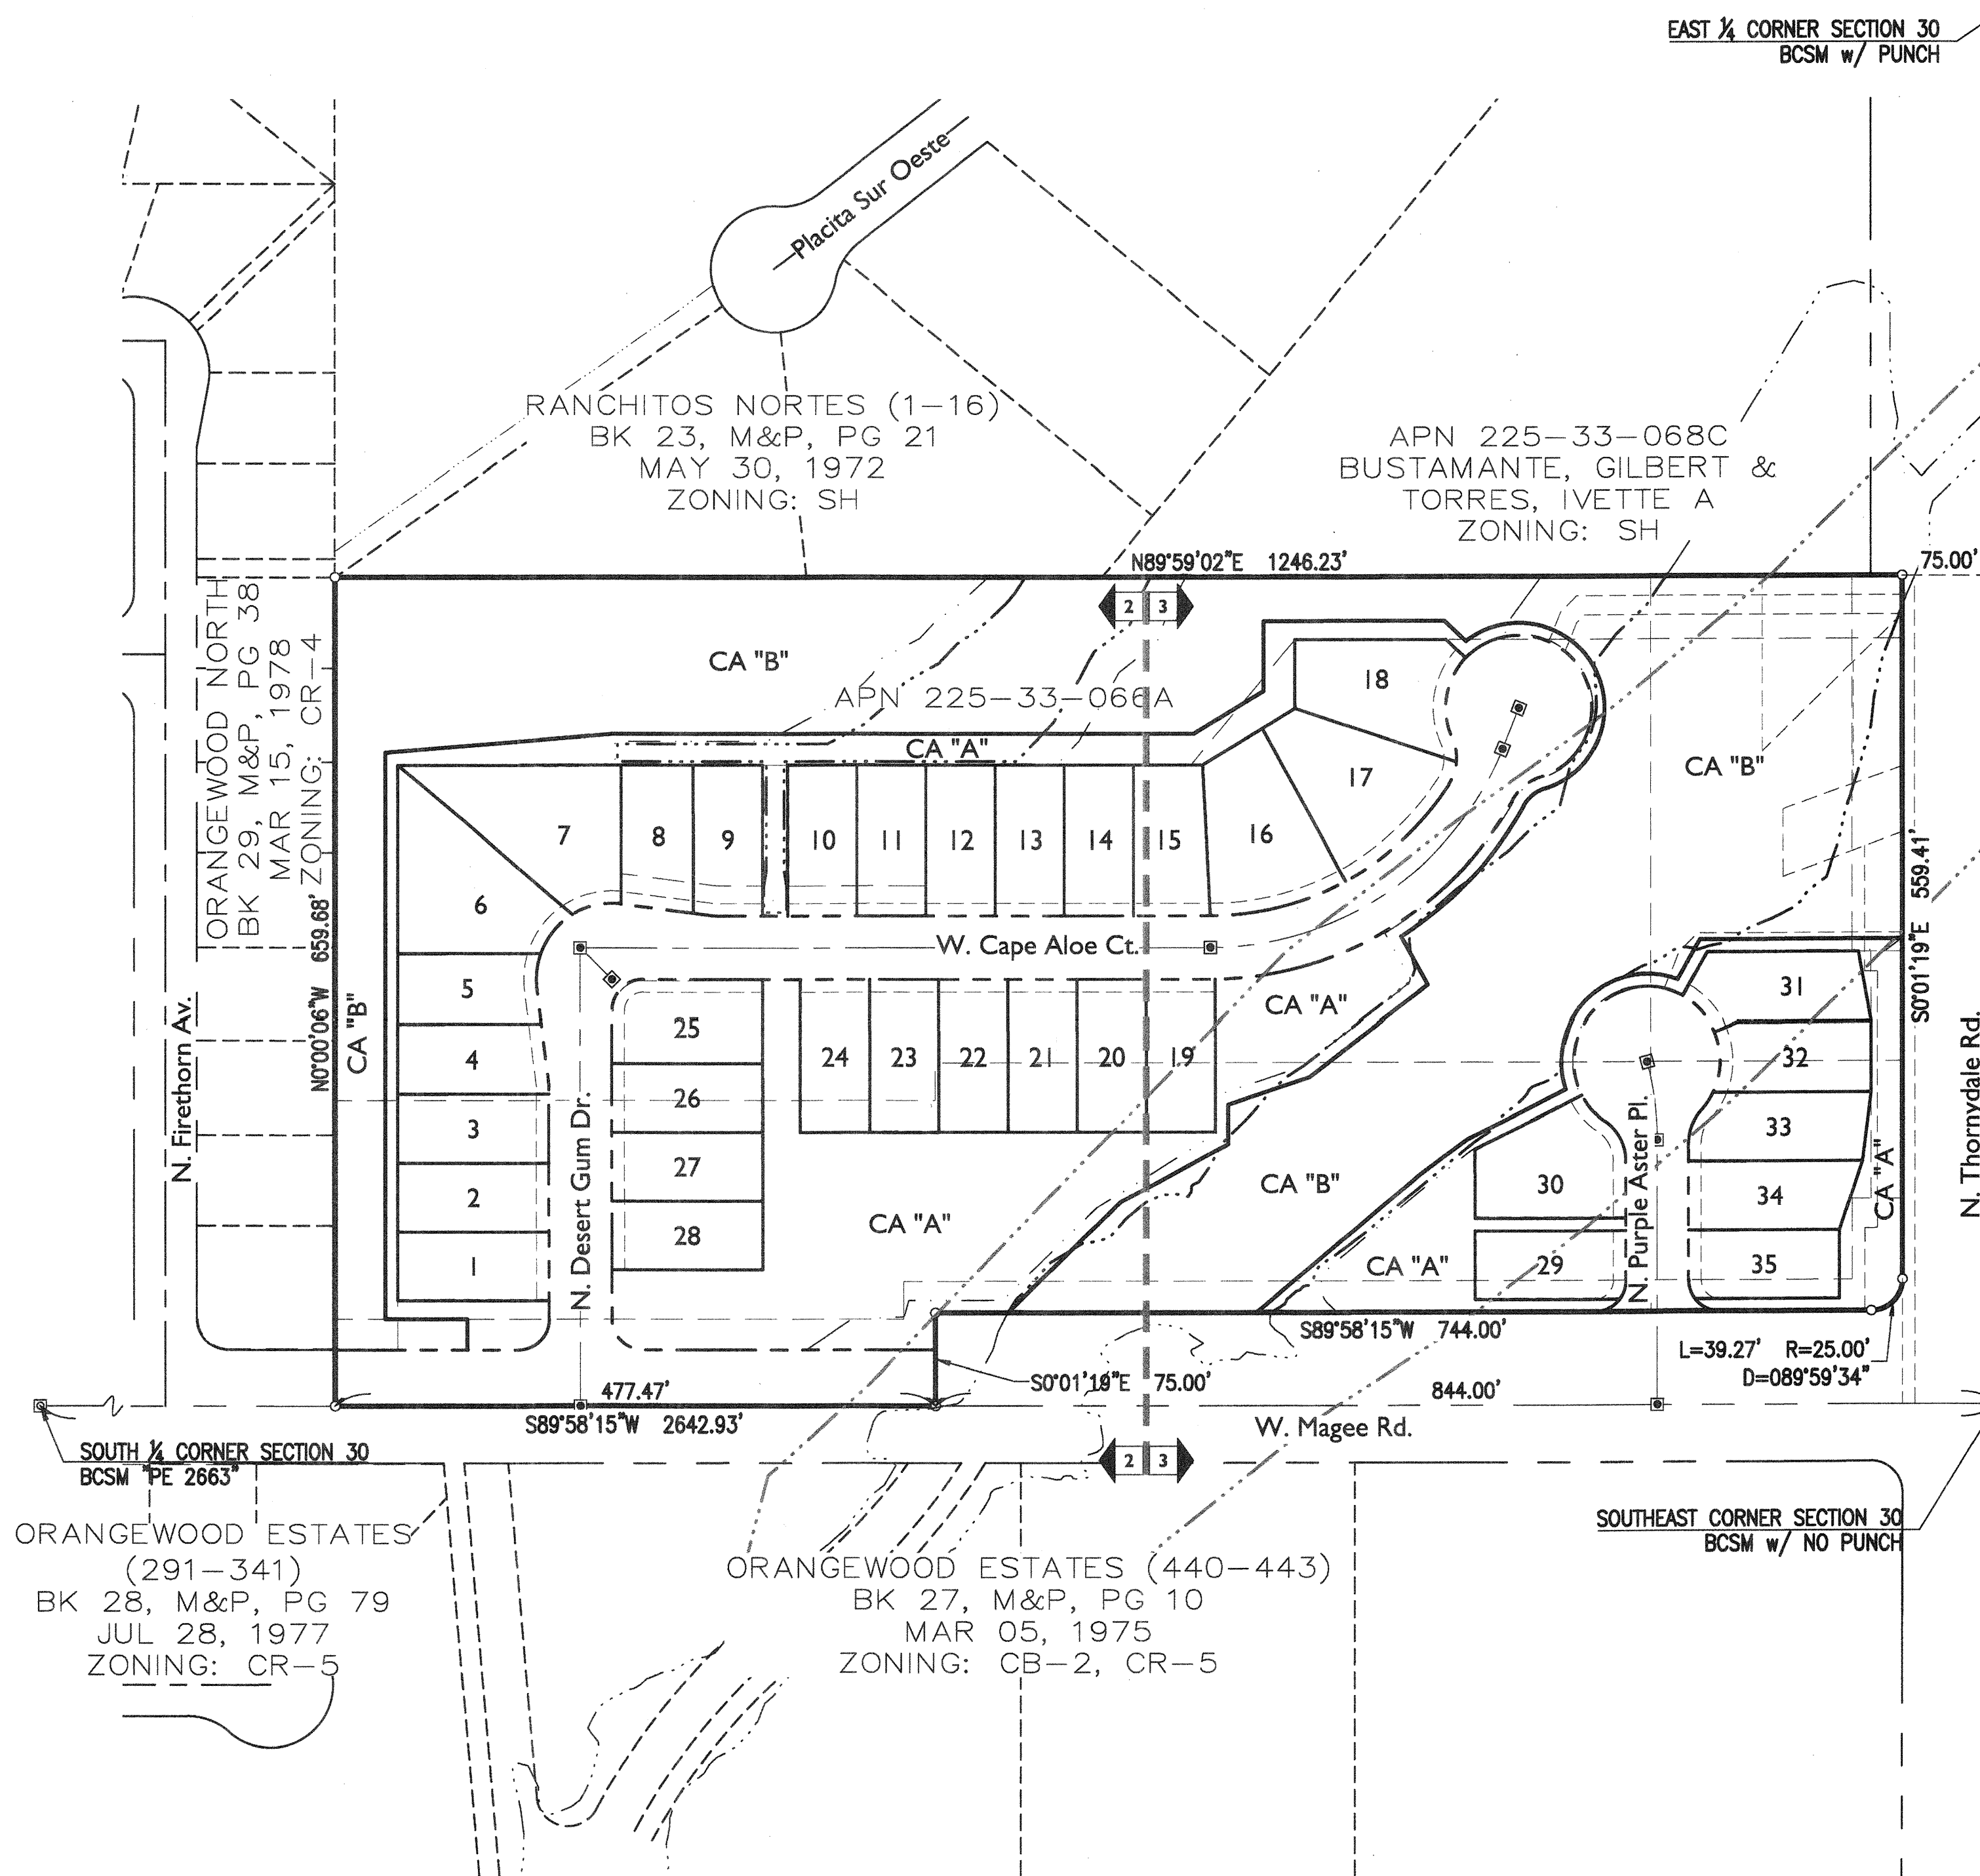 EAST ¼ CORNER SECTION 30
BCSM w/ PUNCH
Placita Sur Oeste
RANCHITOS NORTES (1-16)
BK 23, M&P, PG 21
MAY 30, 1972
ZONING: SH
APN 225-33-068C
BUSTAMANTE, GILBERT &
TORRES, IVETTE A
ZONING: SH
N89°59'02"E 1246.23'
75.00'
2 3
ORANGEWOOD NORTH
BK 29, M&P, PG 38
MAR 15, 1978
ZONING: CR-4
CA "B"
APN 225-33-066A
CA "A"
18
17
CA "B"
7
8
9
10
11
12
13
14
15
16
6
5
4
3
2
1
W. Cape Aloe Ct.
N. Firethorn Av.
N0°00'06"W 659.68'
CA "B"
N. Desert Gum Dr.
25
26
27
28
24
23
22
21
20
19
CA "A"
CA "A"
CA "B"
CA "A"
31
32
33
34
35
30
29
N. Purple Aster Pl.
CA "A"
S0°01'19"E 559.41'
N. Thornydale Rd.
S89°58'15"W 744.00'
L=39.27' R=25.00'
D=089°59'34"
S0°01'19"E 75.00'
477.47'
S89°58'15"W 2642.93'
844.00'
W. Magee Rd.
SOUTH ¼ CORNER SECTION 30
BCSM "PE 2663"
2 3
SOUTHEAST CORNER SECTION 30
BCSM w/ NO PUNCH
ORANGEWOOD ESTATES
(291-341)
BK 28, M&P, PG 79
JUL 28, 1977
ZONING: CR-5
ORANGEWOOD ESTATES (440-443)
BK 27, M&P, PG 10
MAR 05, 1975
ZONING: CB-2, CR-5